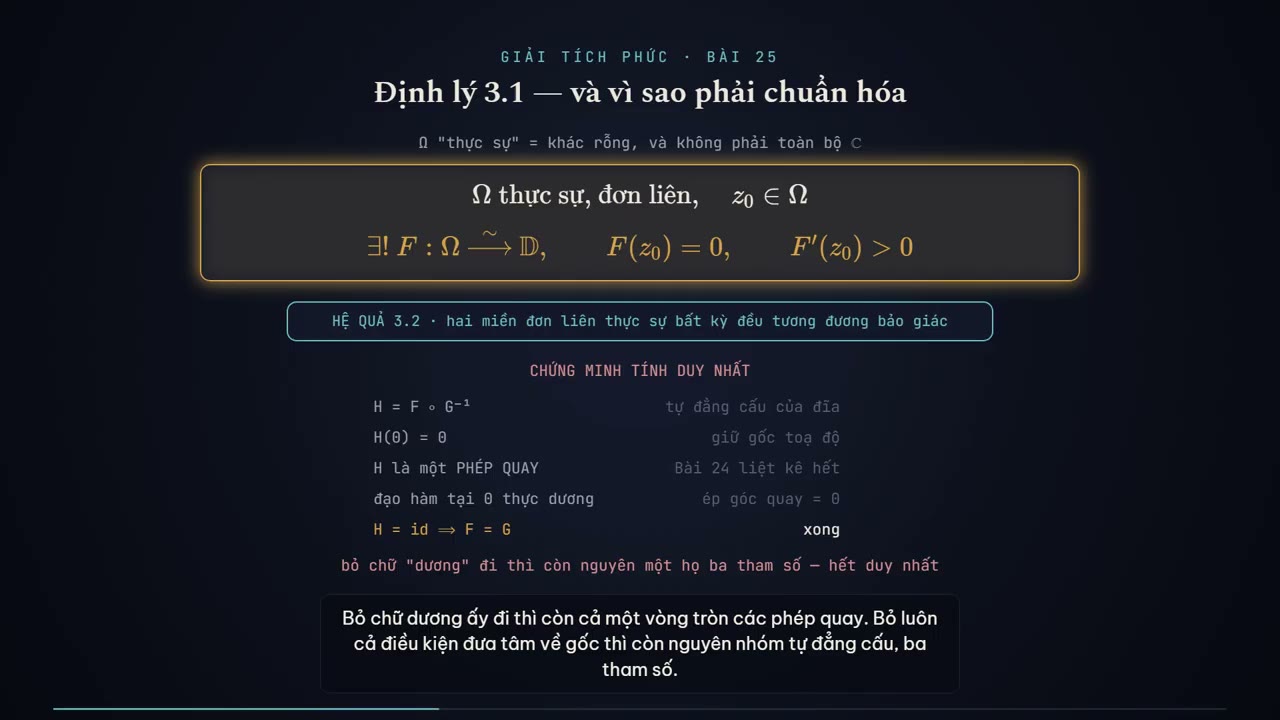 GIẢI TÍCH PHỨC · BÀI 25
Định lý 3.1 — và vì sao phải chuẩn hóa
Ω "thực sự" = khác rỗng, và không phải toàn bộ ℂ
Ω thực sự, đơn liên, z₀ ∈ Ω
∃! F : Ω ⟶̃ 𝔻, F(z₀) = 0, F′(z₀) > 0
HỆ QUẢ 3.2 · hai miền đơn liên thực sự bất kỳ đều tương đương bảo giác
CHỨNG MINH TÍNH DUY NHẤT
H = F ∘ G⁻¹ tự đẳng cấu của đĩa
H(0) = 0 giữ gốc toạ độ
H là một PHÉP QUAY Bài 24 liệt kê hết
đạo hàm tại 0 thực dương ép góc quay = 0
H = id ⟹ F = G xong
bỏ chữ "dương" đi thì còn nguyên một họ ba tham số — hết duy nhất
Bỏ chữ dương ấy đi thì còn cả một vòng tròn các phép quay. Bỏ luôn
cả điều kiện đưa tâm về gốc thì còn nguyên nhóm tự đẳng cấu, ba
tham số.